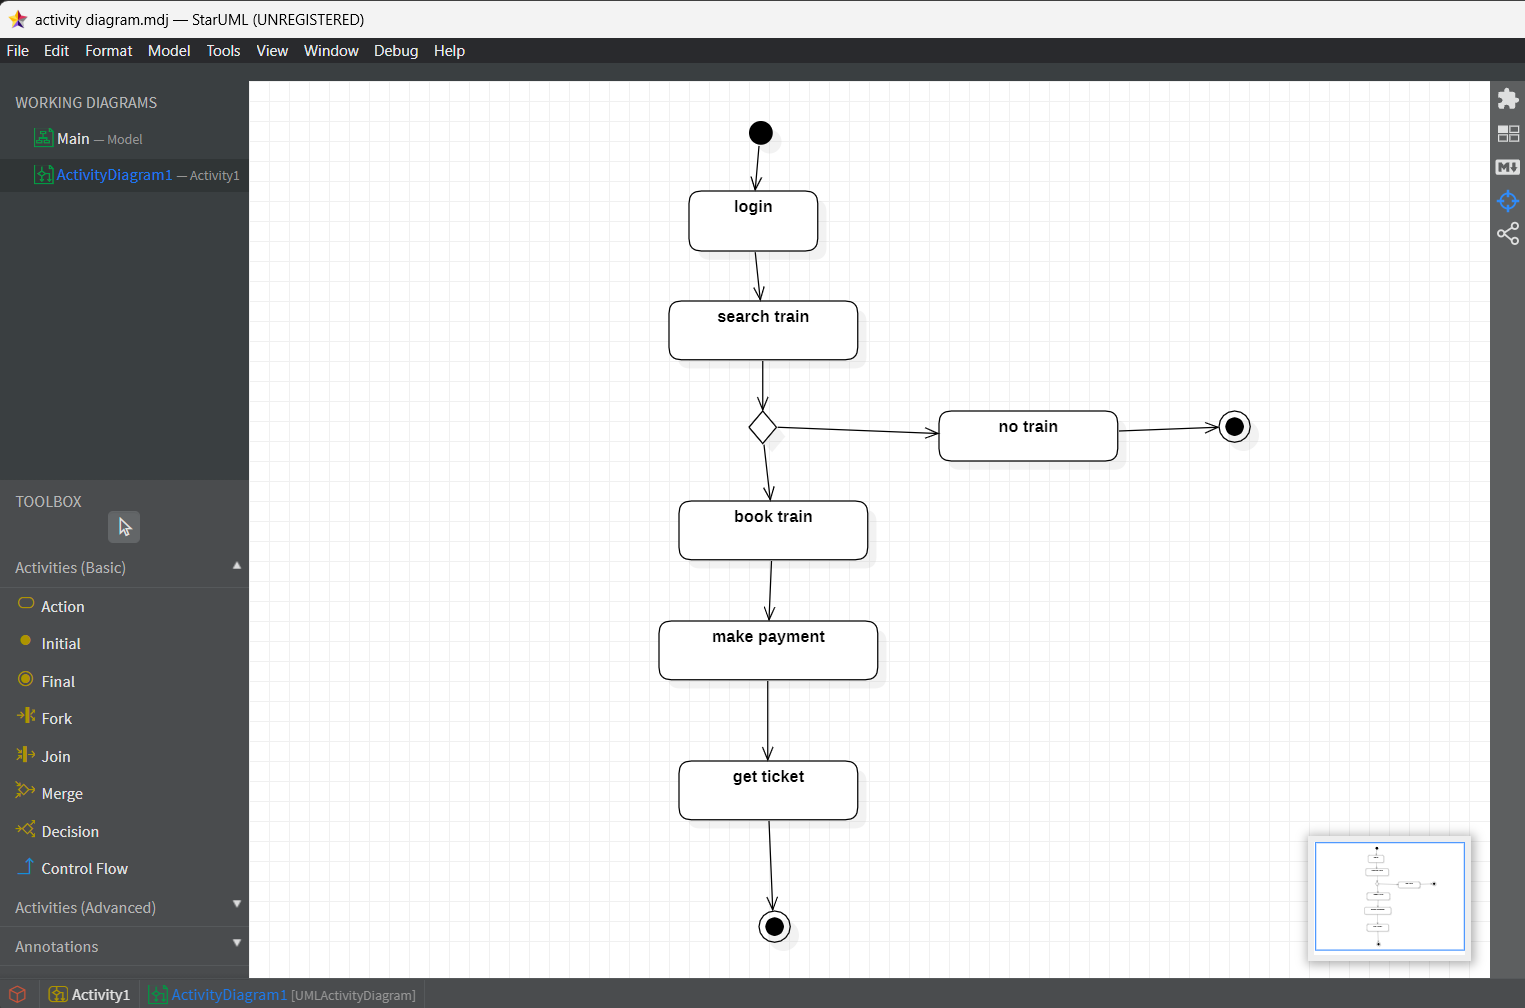 activity diagram.mdj — StarUML (UNREGISTERED)
File Edit Format Model Tools View Window Debug Help
WORKING DIAGRAMS
Main — Model
ActivityDiagram1 — Activity1
TOOLBOX
Activities (Basic)
Action
Initial
Final
Fork
Join
Merge
Decision
Control Flow
Activities (Advanced)
Annotations
login
search train
no train
book train
make payment
get ticket
M
Activity1 ActivityDiagram1 [UMLActivityDiagram]